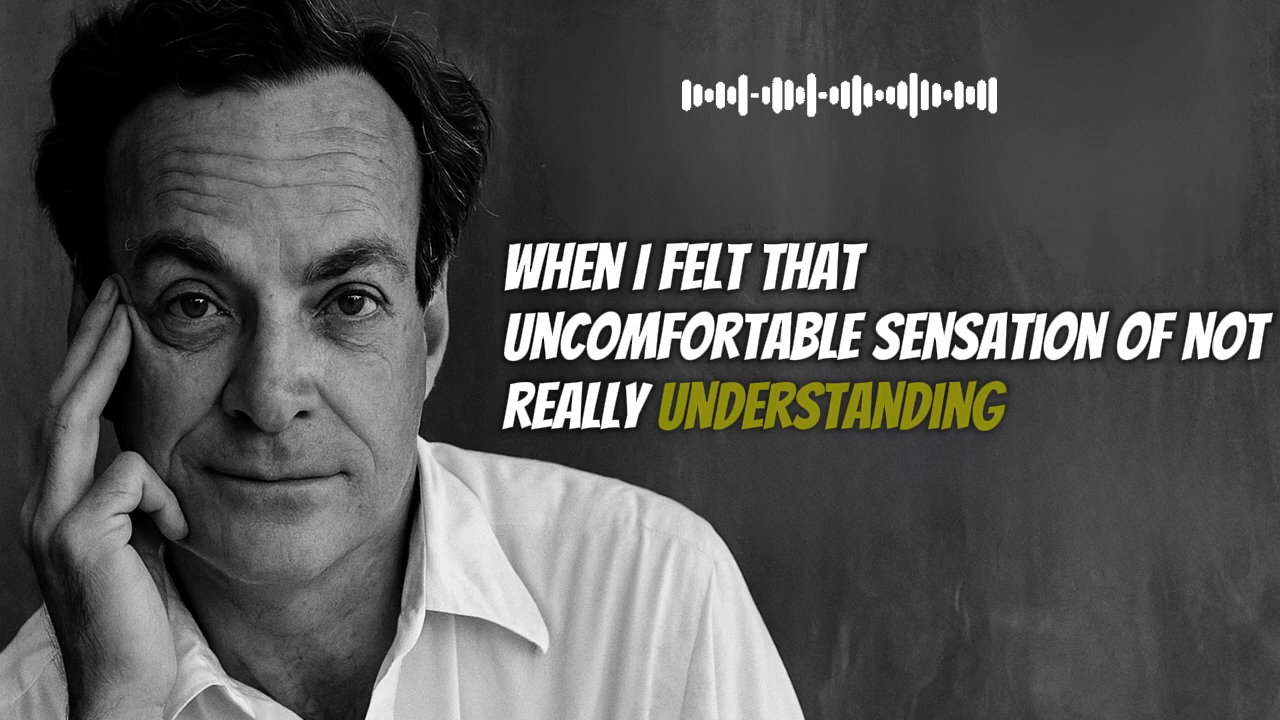 WHEN I FELT THAT
UNCOMFORTABLE SENSATION OF NOT
REALLY UNDERSTANDING